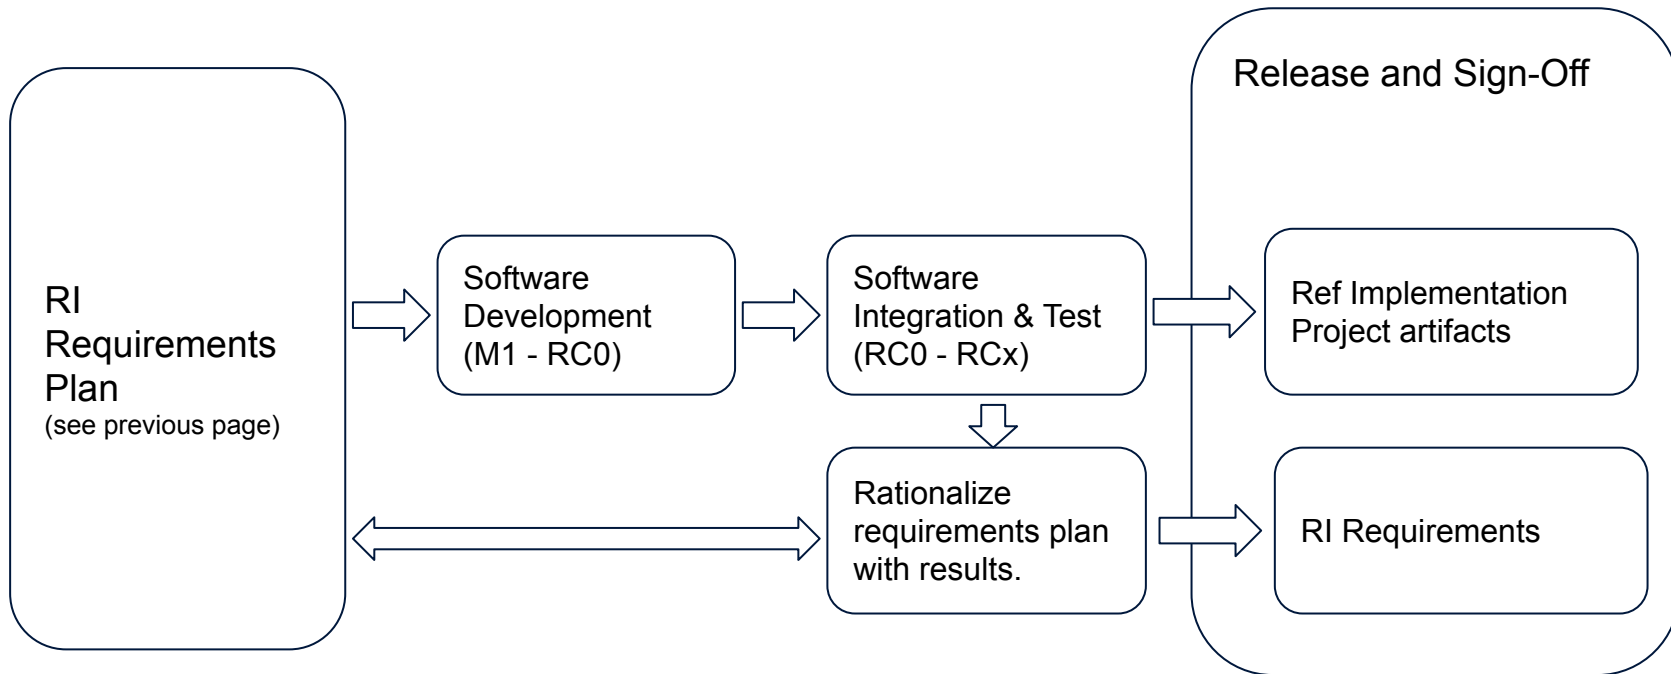 Release and Sign-Off
RI
Requirements
Plan
(see previous page)
Software
Development
(M1 - RC0)
Software
Integration & Test
(RC0 - RCx)
Ref Implementation
Project artifacts
Rationalize
requirements plan
with results.
RI Requirements